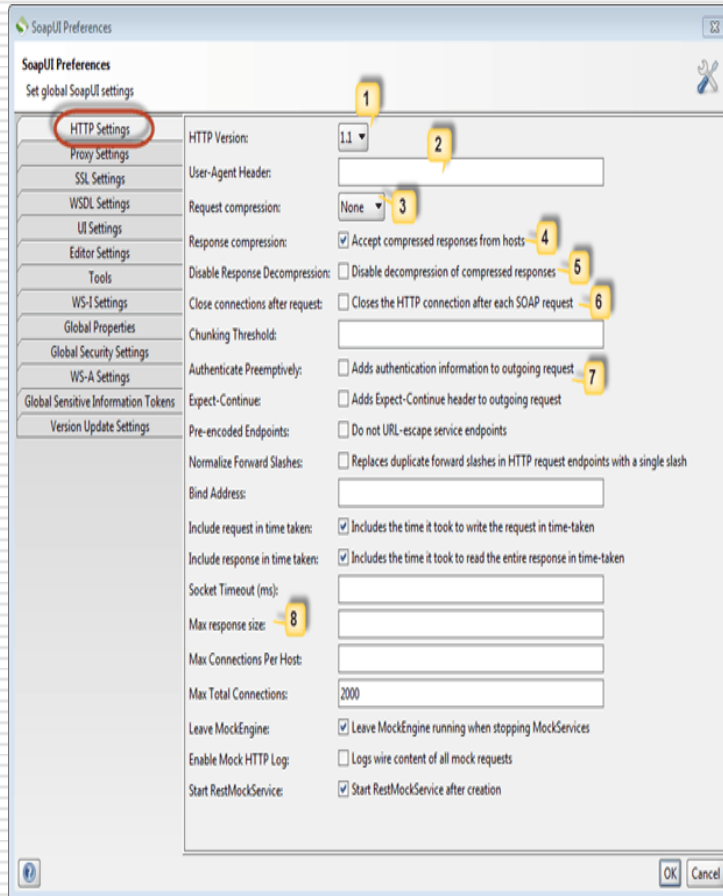 SoapUI Preferences
SoapUI Preferences
Set global SoapUI settings
HTTP Settings
Proxy Settings
SSL Settings
WSDL Settings
UI Settings
Editor Settings
Tools
WS-I Settings
Global Properties
Global Security Settings
WS-A Settings
Global Sensitive Information Tokens
Version Update Settings
1
HTTP Version: 1.1
2
User-Agent Header:
Request compression: None 3
Response compression: Accept compressed responses from hosts 4
Disable Response Decompression: Disable decompression of compressed responses 5
Close connections after request: Closes the HTTP connection after each SOAP request 6
Chunking Threshold:
Authenticate Preemptively: Adds authentication information to outgoing request 7
Expect-Continue: Adds Expect-Continue header to outgoing request
Pre-encoded Endpoints: Do not URL-escape service endpoints
Normalize Forward Slashes: Replaces duplicate forward slashes in HTTP request endpoints with a single slash
Bind Address:
Include request in time taken: Includes the time it took to write the request in time-taken
Include response in time taken: Includes the time it took to read the entire response in time-taken
Socket Timeout (ms):
Max response size: 8
Max Connections Per Host:
Max Total Connections: 2000
Leave MockEngine: Leave MockEngine running when stopping MockServices
Enable Mock HTTP Log: Logs wire content of all mock requests
Start RestMockService: Start RestMockService after creation
? OK Cancel